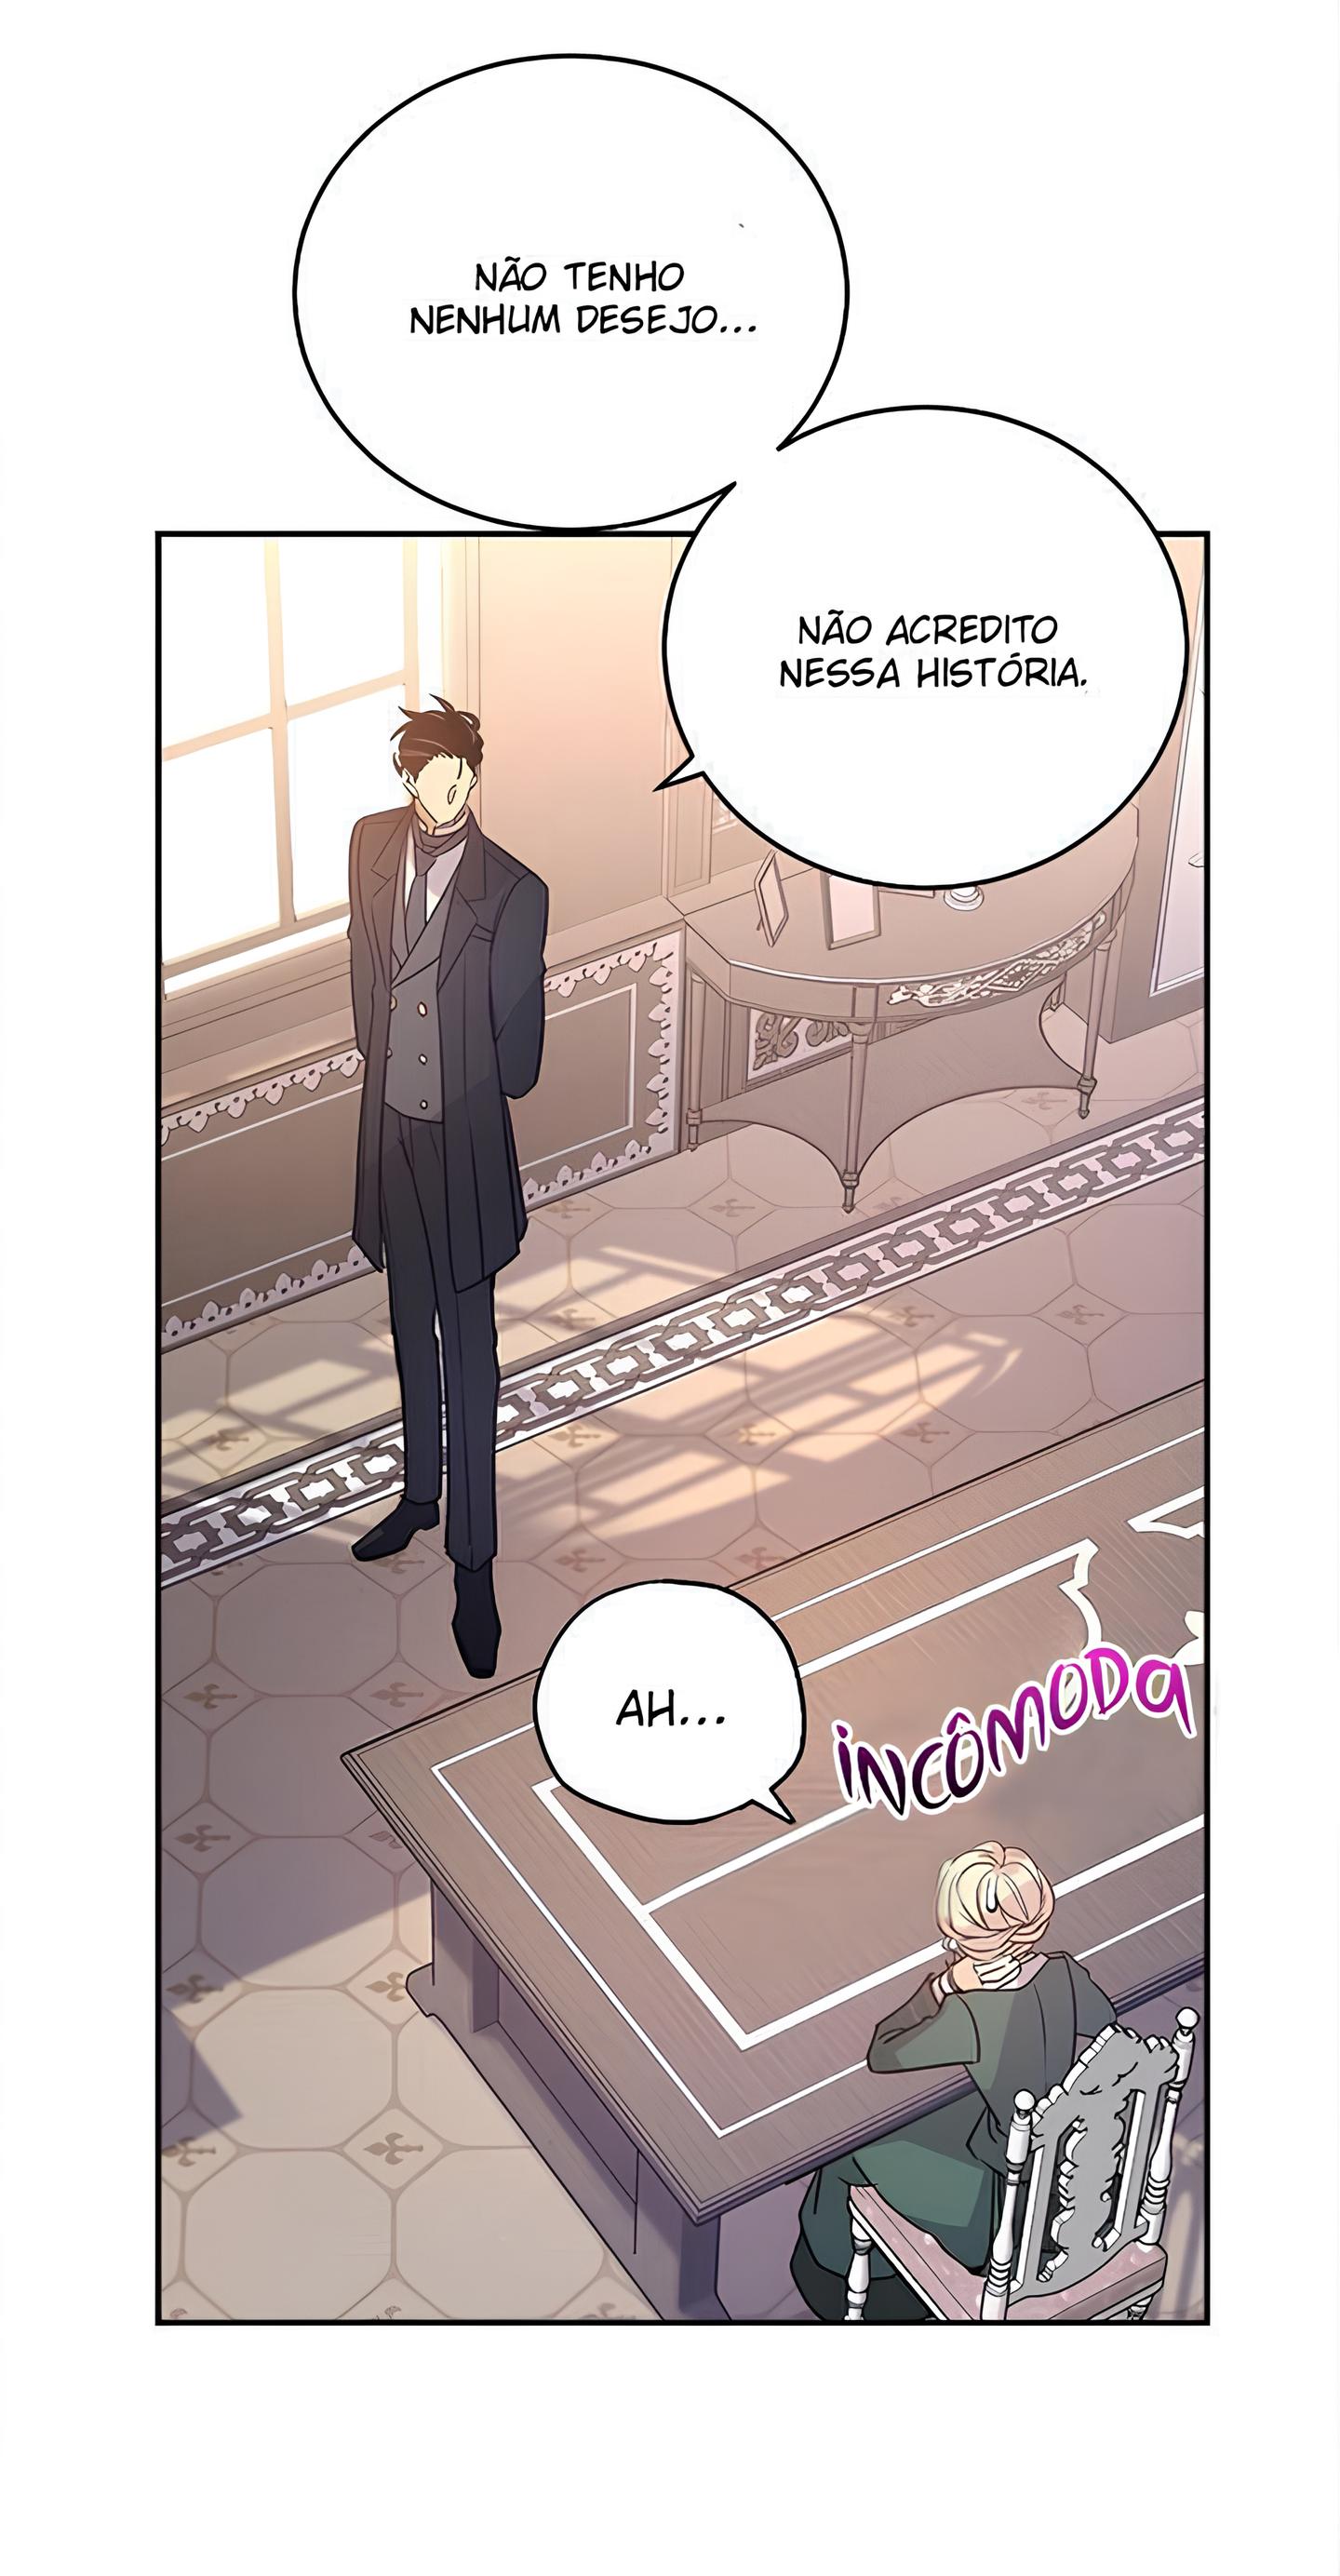 NÃO TENHO
NENHUM DESEJO...
NÃO ACREDITO
NESSA HISTÓRIA.
AH...
INCÔMODA